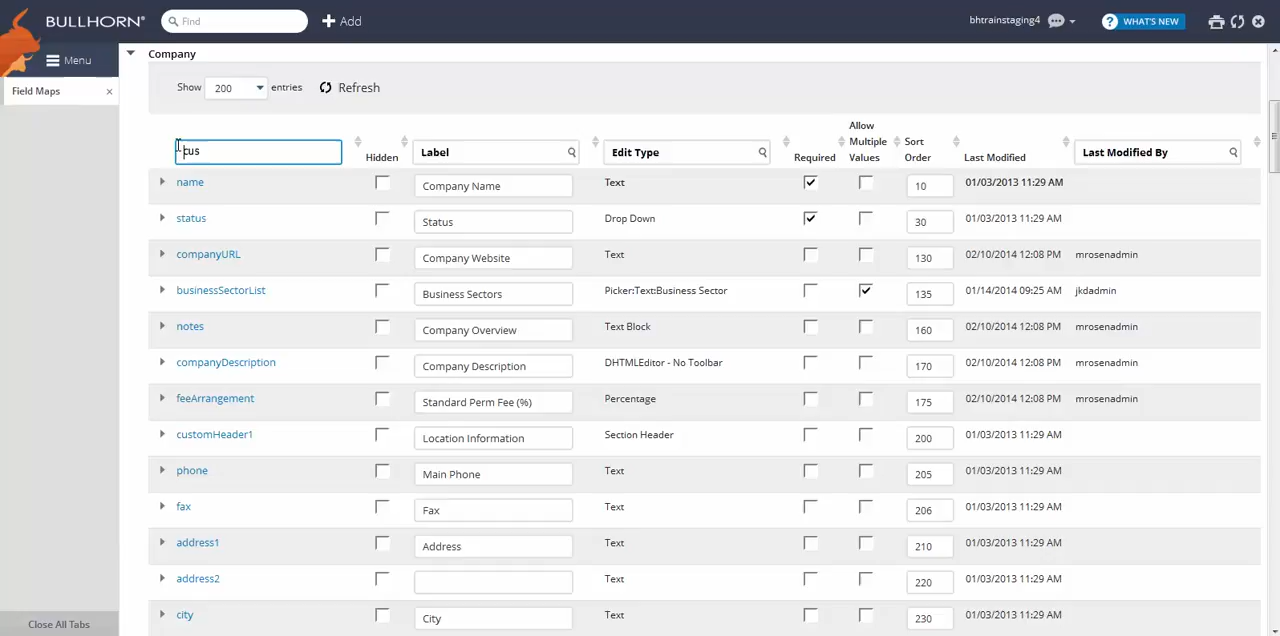 BULLHORN®
Find
Add
bhtrainstaging4
? WHAT'S NEW
Menu
Field Maps
Company
Show 200 entries Refresh
cus Hidden Label Edit Type Required Allow Multiple Values Sort Order Last Modified Last Modified By
name Company Name Text 10 01/03/2013 11:29 AM
status Status Drop Down 30 01/03/2013 11:29 AM
companyURL Company Website Text 130 02/10/2014 12:08 PM mrosenadmin
businessSectorList Business Sectors Picker:Text:Business Sector 135 01/14/2014 09:25 AM jkdadmin
notes Company Overview Text Block 160 02/10/2014 12:08 PM mrosenadmin
companyDescription Company Description DHTMLEditor - No Toolbar 170 02/10/2014 12:08 PM mrosenadmin
feeArrangement Standard Perm Fee (%) Percentage 175 02/10/2014 12:08 PM mrosenadmin
customHeader1 Location Information Section Header 200 01/03/2013 11:29 AM
phone Main Phone Text 205 01/03/2013 11:29 AM
fax Fax Text 206 01/03/2013 11:29 AM
address1 Address Text 210 01/03/2013 11:29 AM
address2 Text 220 01/03/2013 11:29 AM
city City Text 230 01/03/2013 11:29 AM
Close All Tabs